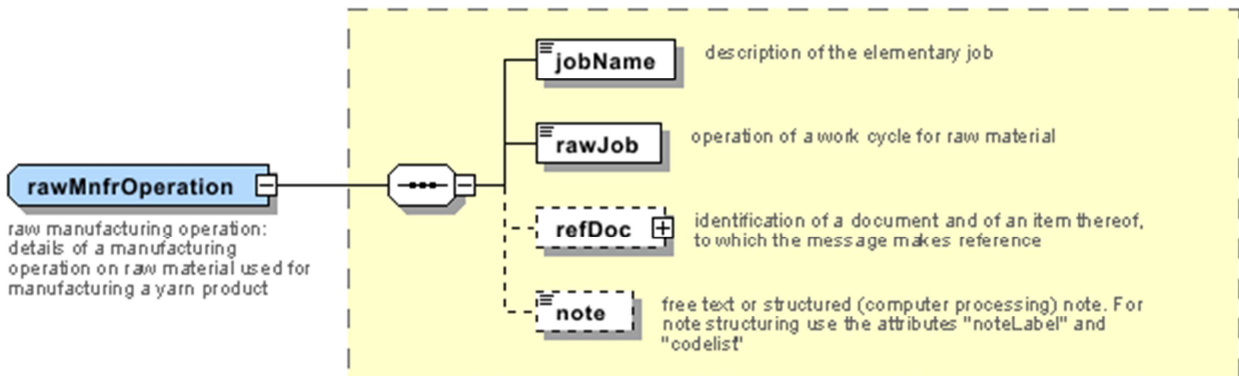 jobName
description of the elementary job
rawJob
operation of a work cycle for raw material
rawMnfrOperation
raw manufacturing operation:
details of a manufacturing
operation on raw material used for
manufacturing a yarn product
refDoc
identification of a document and of an item thereof,
to which the message makes reference
note
free text or structured (computer processing) note. For
note structuring use the attributes "noteLabel" and
"codelist"